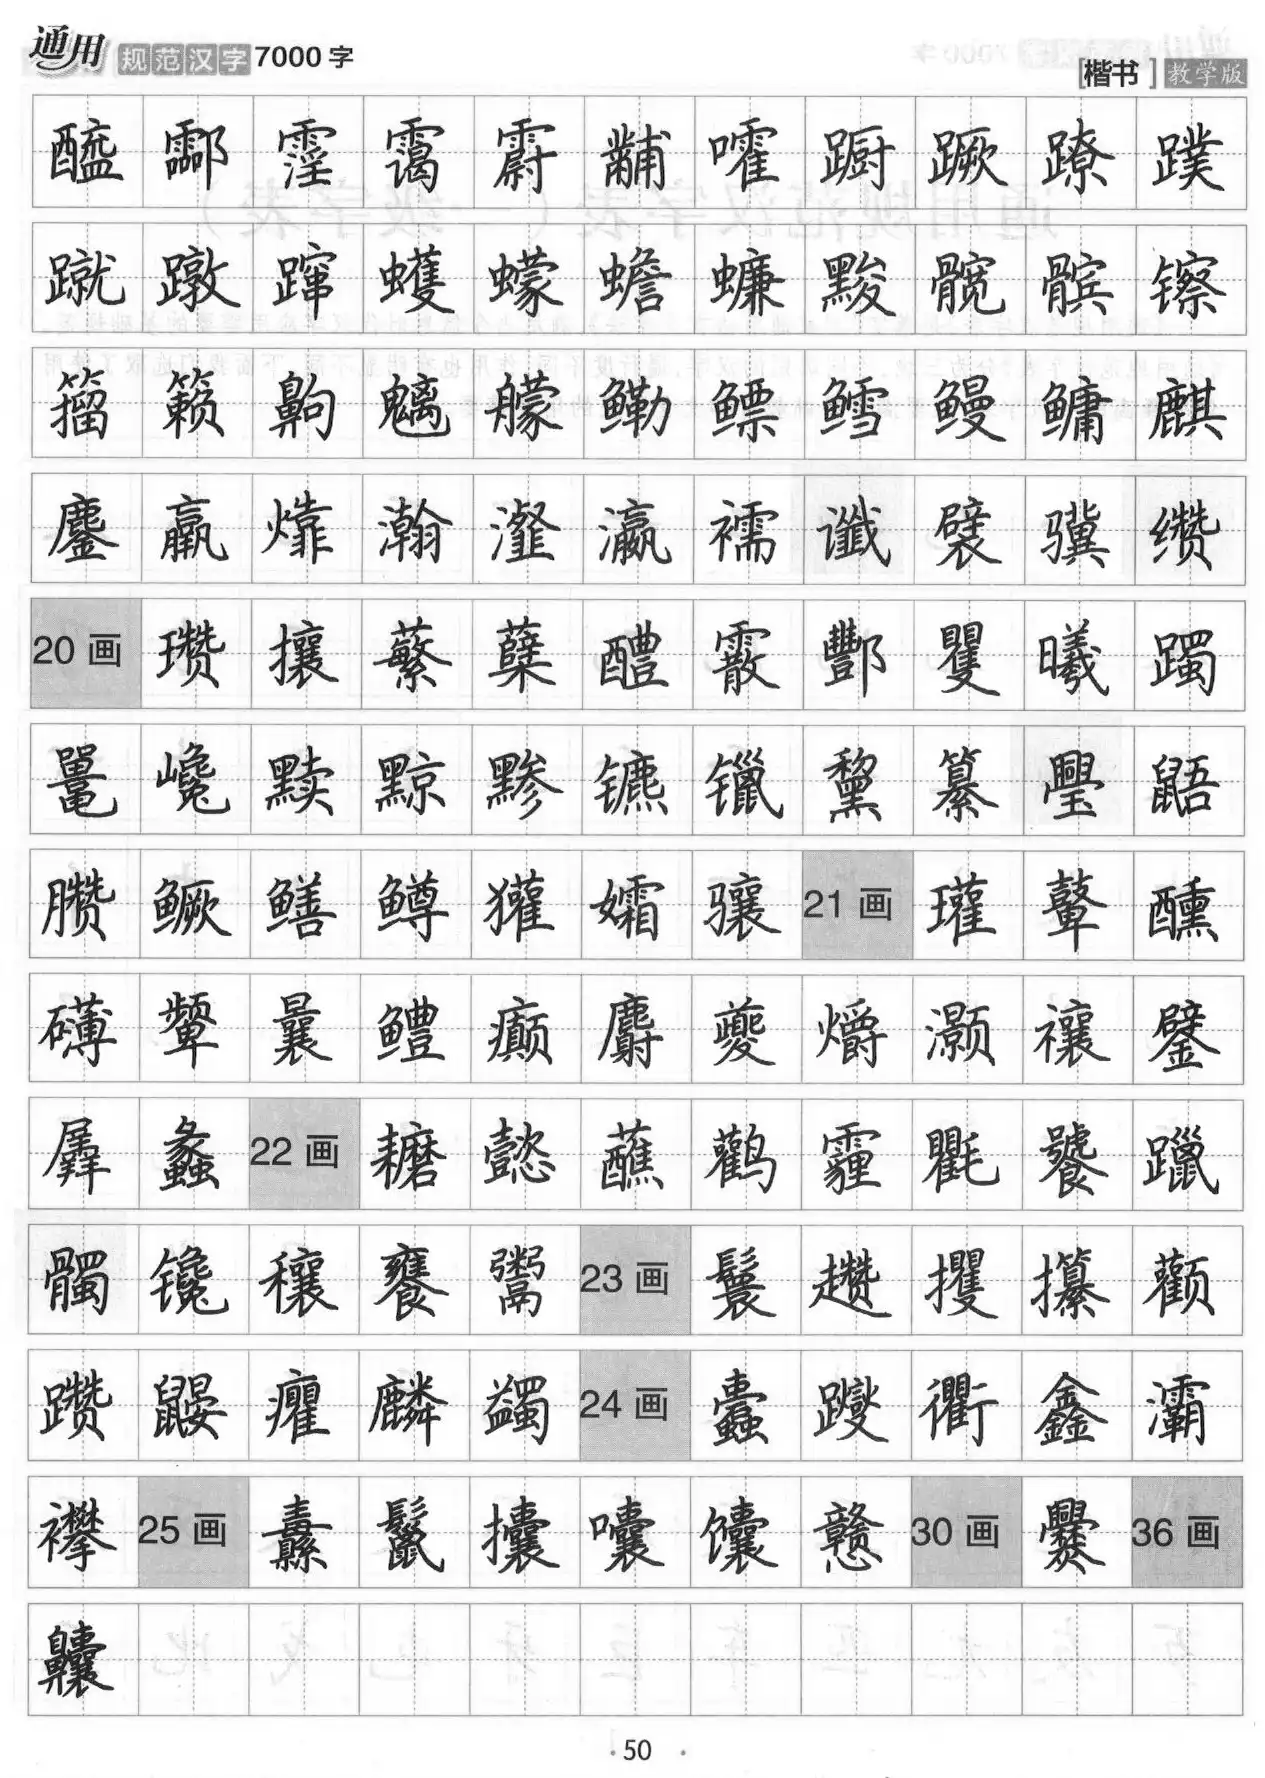 通用规范汉字7000字
[楷书] 教学版
醯酃霪霭霨黼嚯蹰蹶蹽蹼
蹴蹾蹿蠖蠓蟾蠊黢髋髌镲
籀籁齁魑艨鳓鳔鳕鳗鳙麒
鏖羸㸆瀚瀣瀛襦谶襞骥缵
20画 瓒攘蘩蘖醴霰酆矍曦躅
鼍巉黩黥黪镳镴黧纂璺鼯
臜鳜鳝鳟獾孀骧 21画 瓘鼙醺
礴颦曩鳢癫麝夔爝灏禳鐾
羼蠡 22画 耱懿蘸鹳霾氍饕躐
髑镵穰饔鬻 23画 鬟趱攫攥颧
躜鼹癯麟蠲 24画 蠹躞衢鑫灞
襻 25画 纛鬣攮囔馕戆 30画 爨 36画
齉
· 50 ·